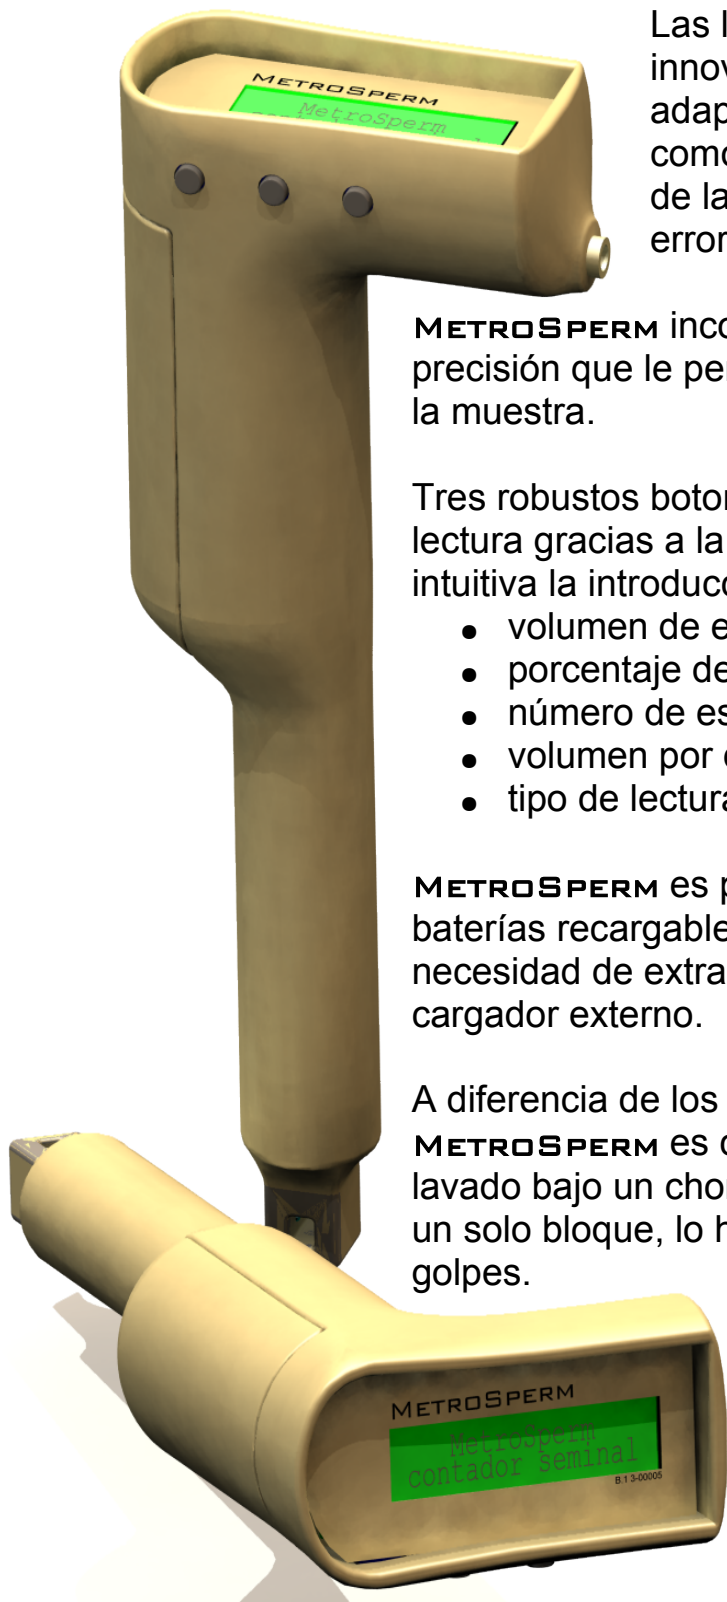 Las
innov
adap
como
de la
error
METROSPERM
MetroSperm
METROSPERM inco
precisión que le per
la muestra.
Tres robustos boton
lectura gracias a la
intuitiva la introducc
• volumen de e
• porcentaje de
• número de es
• volumen por
• tipo de lectura
METROSPERM es p
baterías recargable
necesidad de extra
cargador externo.
A diferencia de los
METROSPERM es
lavado bajo un chor
un solo bloque, lo h
golpes.
METROSPERM
MetroSperm
contador seminal
B.1 3-00005